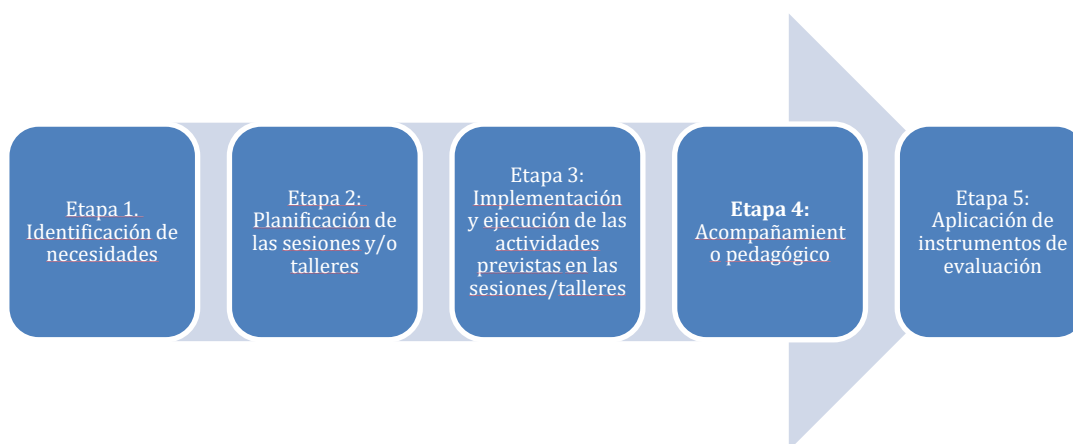 Etapa 1.
Identificación de
necesidades
Etapa 2:
Planificación de
las sesiones y/o
talleres
Etapa 3:
Implementación
y ejecución de las
actividades
previstas en las
sesiones/talleres
Etapa 4:
Acompañamient
o pedagógico
Etapa 5:
Aplicación de
instrumentos de
evaluación